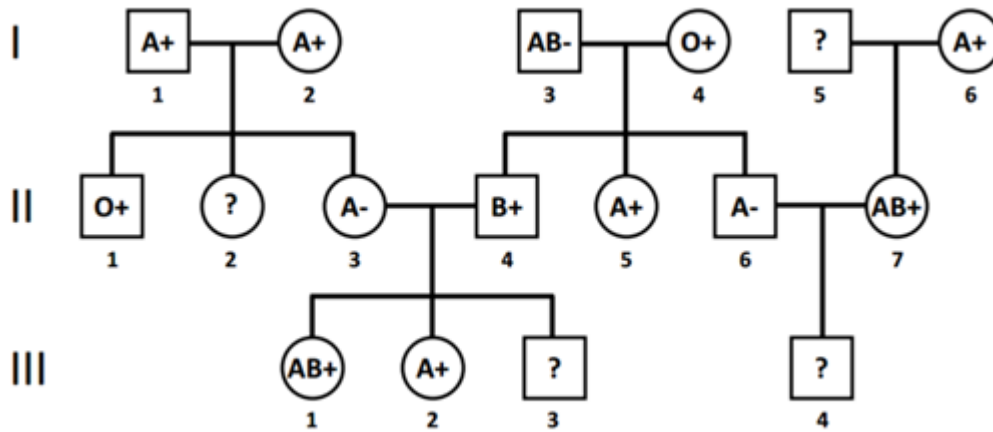 I
A+ A+ AB- O+ ? A+
1 2 3 4 5 6
II
O+ ? A- B+ A+ A- AB+
1 2 3 4 5 6 7
III
AB+ A+ ? ?
1 2 3 4